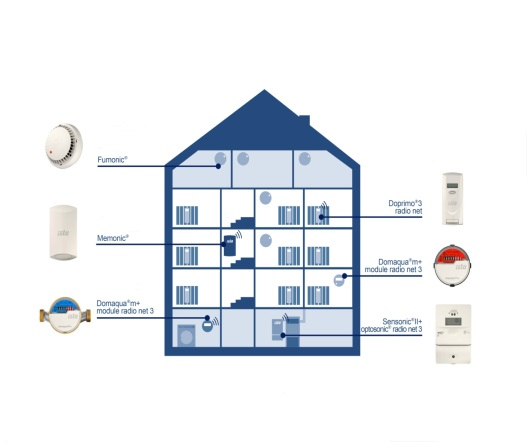 Fumonic®
Memonic®
Domaqua®m+
module radio net 3
Doprimo®3
radio net
Domaqua®m+
module radio net 3
Sensonic®II+
optosonic® radio net 3
ista